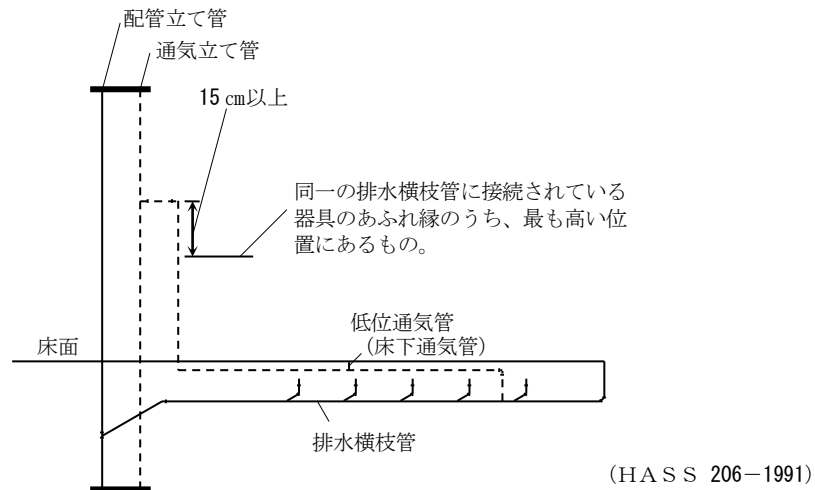 配管立て管
通気立て管
15㎝以上
同一の排水横枝管に接続されている
器具のあふれ縁のうち、最も高い位
置にあるもの。
低位通気管
（床下通気管）
床面
排水横枝管
（ＨＡＳＳ 206－1991）